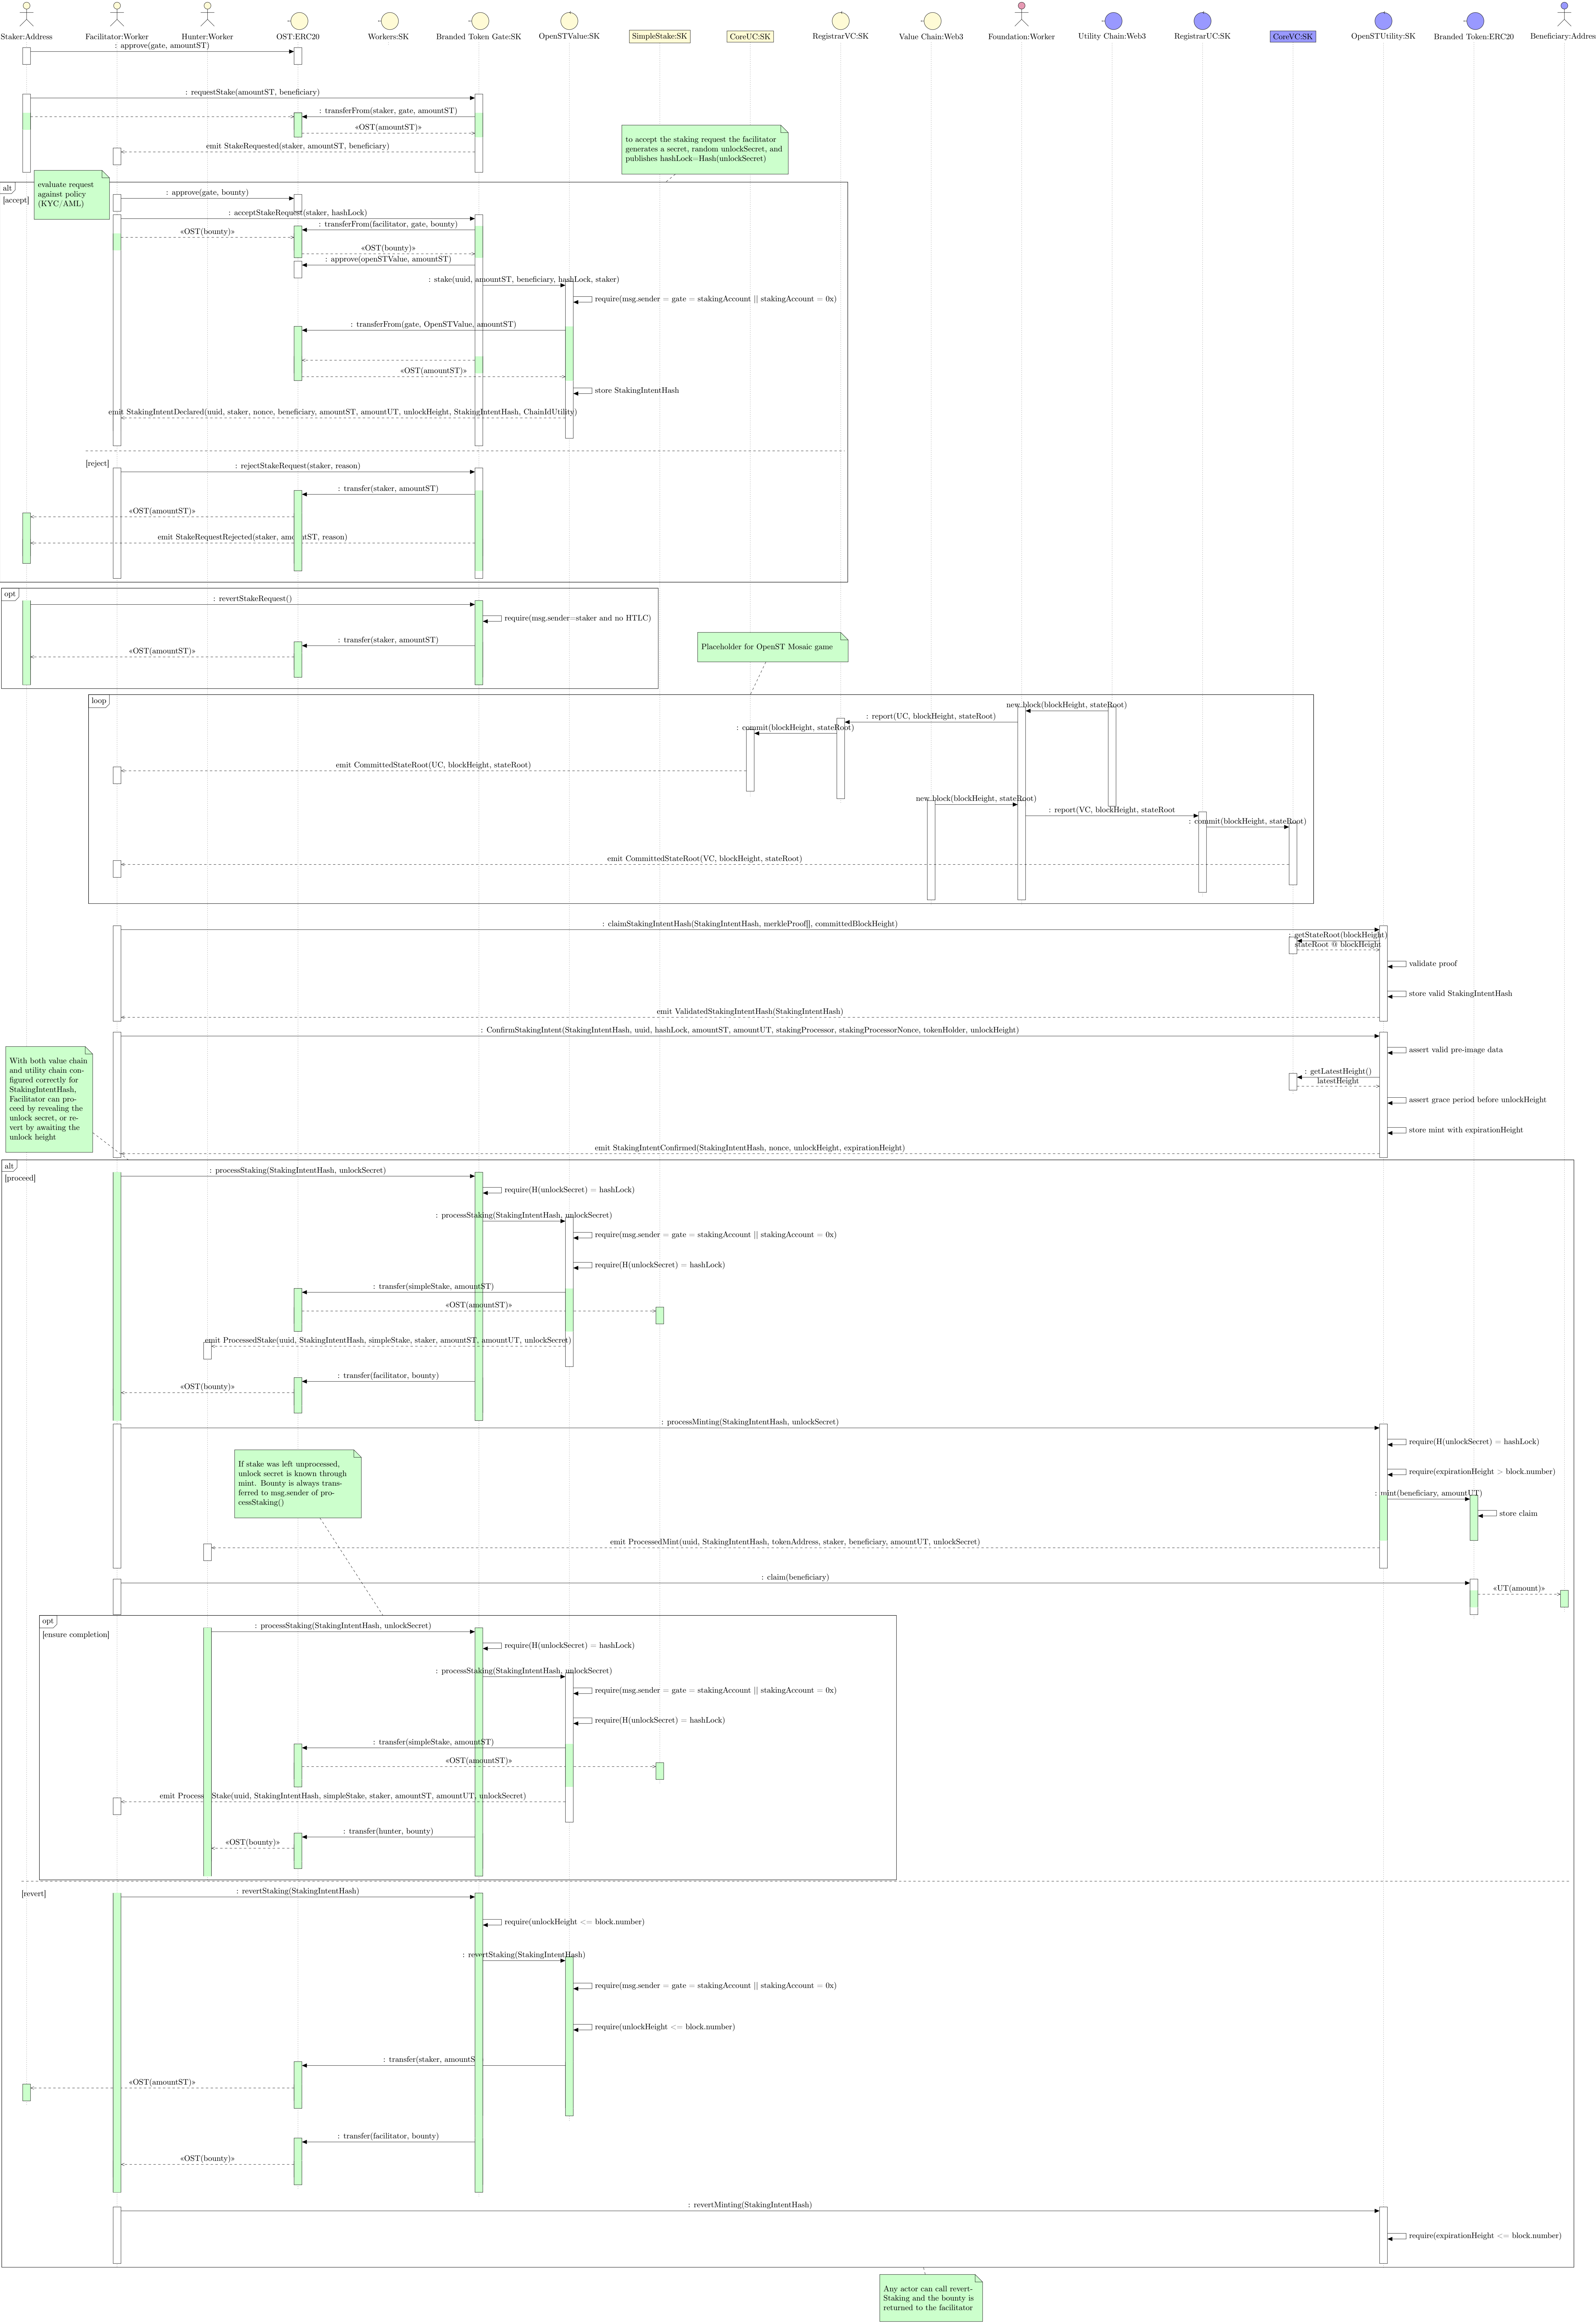 Staker:Address
Facilitator:Worker
Hunter:Worker
OST:ERC20
Workers:SK
Branded Token Gate:SK
OpenSTValue:SK
SimpleStake:SK
CoreUC:SK
RegistrarVC:SK
Value Chain:Web3
Foundation:Worker
Utility Chain:Web3
RegistrarUC:SK
CoreVC:SK
OpenSTUtility:SK
Branded Token:ERC20
Beneficiary:Addres
: approve(gate, amountST)
: requestStake(amountST, beneficiary)
: transferFrom(staker, gate, amountST)
«OST(amountST)»
emit StakeRequested(staker, amountST, beneficiary)
to accept the staking request the facilitator
generates a secret, random unlockSecret, and
publishes hashLock=Hash(unlockSecret)
alt
[accept]
evaluate request
against policy
(KYC/AML)
: approve(gate, bounty)
: acceptStakeRequest(staker, hashLock)
: transferFrom(facilitator, gate, bounty)
«OST(bounty)»
«OST(bounty)»
: approve(openSTValue, amountST)
: stake(uuid, amountST, beneficiary, hashLock, staker)
require(msg.sender = gate = stakingAccount || stakingAccount = 0x)
: transferFrom(gate, OpenSTValue, amountST)
«OST(amountST)»
store StakingIntentHash
emit StakingIntentDeclared(uuid, staker, nonce, beneficiary, amountST, amountUT, unlockHeight, StakingIntentHash, ChainIdUtility)
[reject]
: rejectStakeRequest(staker, reason)
: transfer(staker, amountST)
«OST(amountST)»
emit StakeRequestRejected(staker, amountST, reason)
opt
: revertStakeRequest()
require(msg.sender=staker and no HTLC)
: transfer(staker, amountST)
«OST(amountST)»
Placeholder for OpenST Mosaic game
loop
new block(blockHeight, stateRoot)
: report(UC, blockHeight, stateRoot)
: commit(blockHeight, stateRoot)
emit CommittedStateRoot(UC, blockHeight, stateRoot)
new block(blockHeight, stateRoot)
: report(VC, blockHeight, stateRoot
: commit(blockHeight, stateRoot)
emit CommittedStateRoot(VC, blockHeight, stateRoot)
: claimStakingIntentHash(StakingIntentHash, merkleProof[], committedBlockHeight)
: getStateRoot(blockHeight)
stateRoot @ blockHeight
validate proof
store valid StakingIntentHash
emit ValidatedStakingIntentHash(StakingIntentHash)
: ConfirmStakingIntent(StakingIntentHash, uuid, hashLock, amountST, amountUT, stakingProcessor, stakingProcessorNonce, tokenHolder, unlockHeight)
assert valid pre-image data
With both value chain
and utility chain con-
figured correctly for
StakingIntentHash,
Facilitator can pro-
ceed by revealing the
unlock secret, or re-
vert by awaiting the
unlock height
: getLatestHeight()
latestHeight
assert grace period before unlockHeight
store mint with expirationHeight
emit StakingIntentConfirmed(StakingIntentHash, nonce, unlockHeight, expirationHeight)
alt
[proceed]
: processStaking(StakingIntentHash, unlockSecret)
require(H(unlockSecret) = hashLock)
: processStaking(StakingIntentHash, unlockSecret)
require(msg.sender = gate = stakingAccount || stakingAccount = 0x)
require(H(unlockSecret) = hashLock)
: transfer(simpleStake, amountST)
«OST(amountST)»
emit ProcessedStake(uuid, StakingIntentHash, simpleStake, staker, amountST, amountUT, unlockSecret)
: transfer(facilitator, bounty)
«OST(bounty)»
: processMinting(StakingIntentHash, unlockSecret)
require(H(unlockSecret) = hashLock)
If stake was left unprocessed,
unlock secret is known through
mint. Bounty is always trans-
ferred to msg.sender of pro-
cessStaking()
require(expirationHeight > block.number)
: mint(beneficiary, amountUT)
store claim
emit ProcessedMint(uuid, StakingIntentHash, tokenAddress, staker, beneficiary, amountUT, unlockSecret)
: claim(beneficiary)
«UT(amount)»
opt
[ensure completion]
: processStaking(StakingIntentHash, unlockSecret)
require(H(unlockSecret) = hashLock)
: processStaking(StakingIntentHash, unlockSecret)
require(msg.sender = gate = stakingAccount || stakingAccount = 0x)
require(H(unlockSecret) = hashLock)
: transfer(simpleStake, amountST)
«OST(amountST)»
emit Process Stake(uuid, StakingIntentHash, simpleStake, staker, amountST, amountUT, unlockSecret)
: transfer(hunter, bounty)
«OST(bounty)»
[revert]
: revertStaking(StakingIntentHash)
require(unlockHeight <= block.number)
: revertStaking(StakingIntentHash)
require(msg.sender = gate = stakingAccount || stakingAccount = 0x)
require(unlockHeight <= block.number)
: transfer(staker, amountS
«OST(amountST)»
: transfer(facilitator, bounty)
«OST(bounty)»
: revertMinting(StakingIntentHash)
require(expirationHeight <= block.number)
Any actor can call revert-
Staking and the bounty is
returned to the facilitator